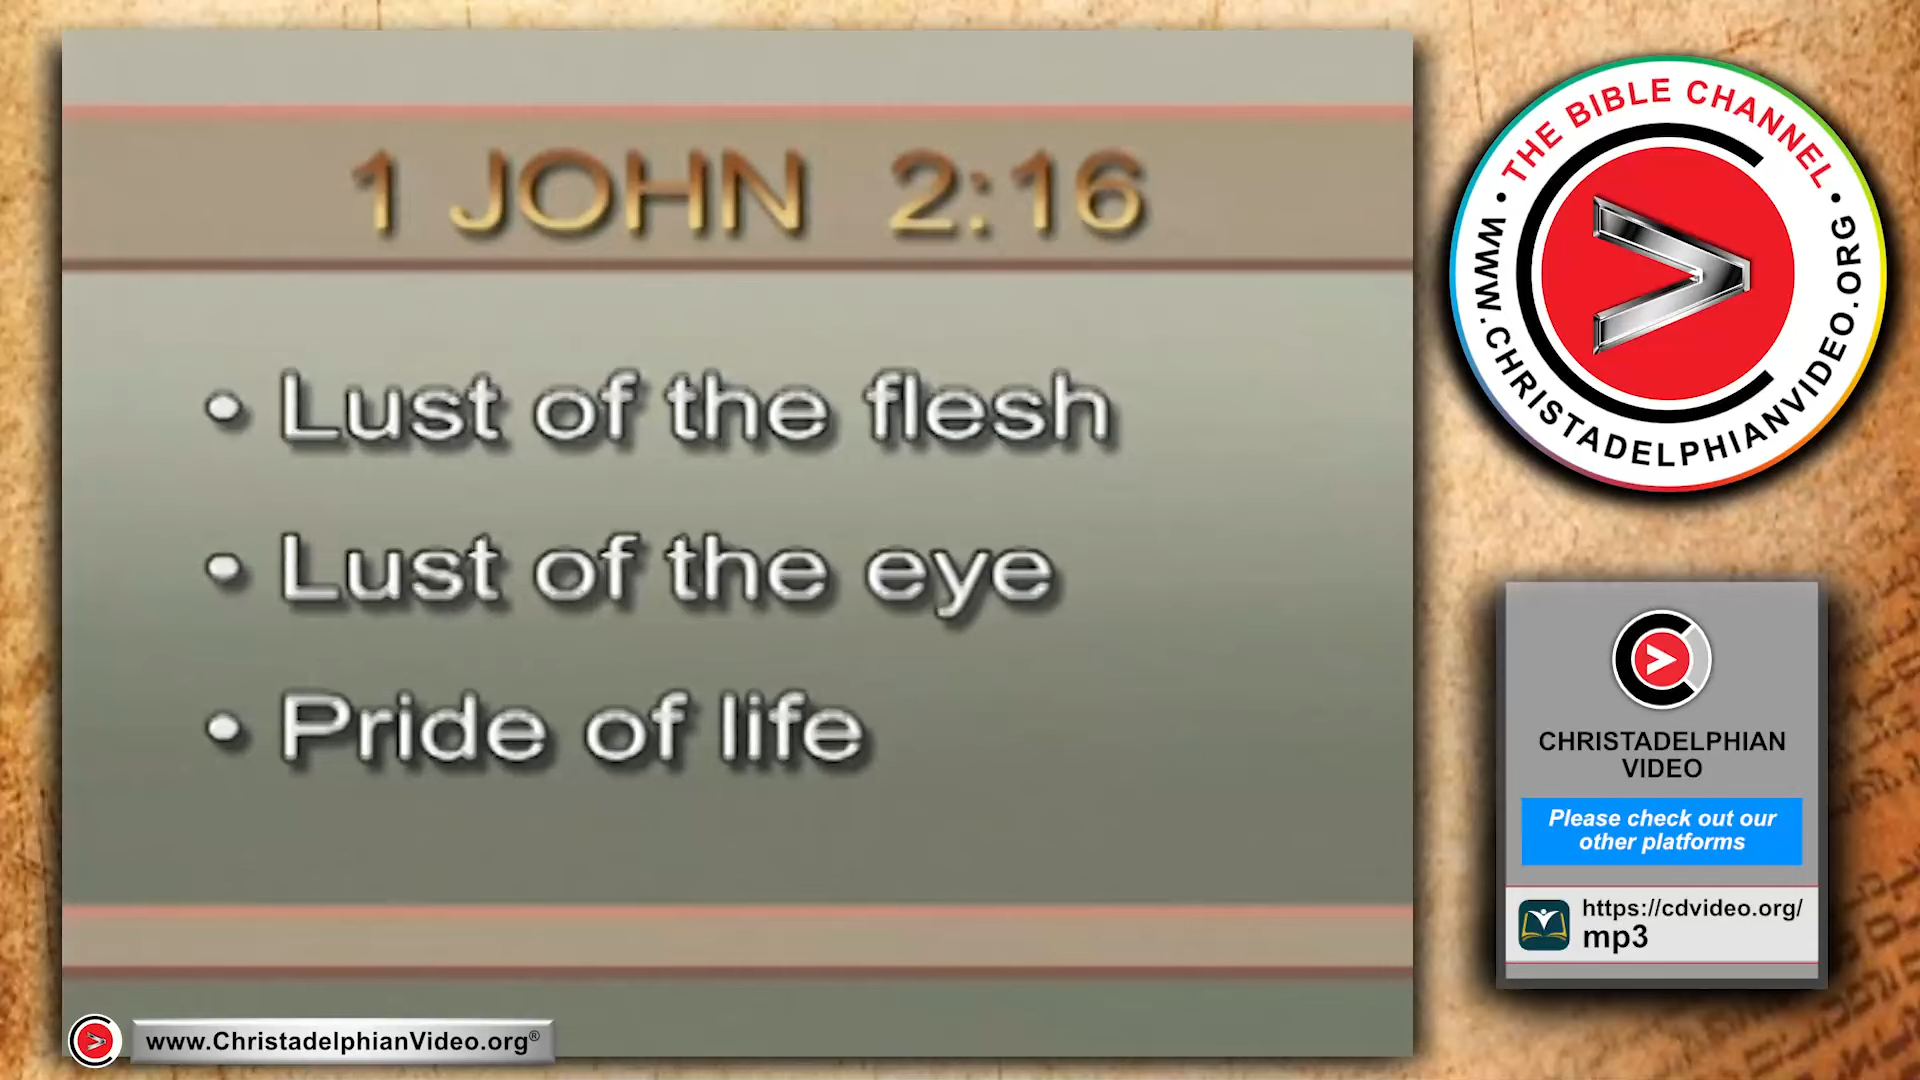 1 JOHN 2:16
• Lust of the flesh
• Lust of the eye
• Pride of life
www.ChristadelphianVideo.org®
• THE BIBLE CHANNEL •
WWW.CHRISTADELPHIANVIDEO.ORG
CHRISTADELPHIAN
VIDEO
Please check out our
other platforms
https://cdvideo.org/
mp3